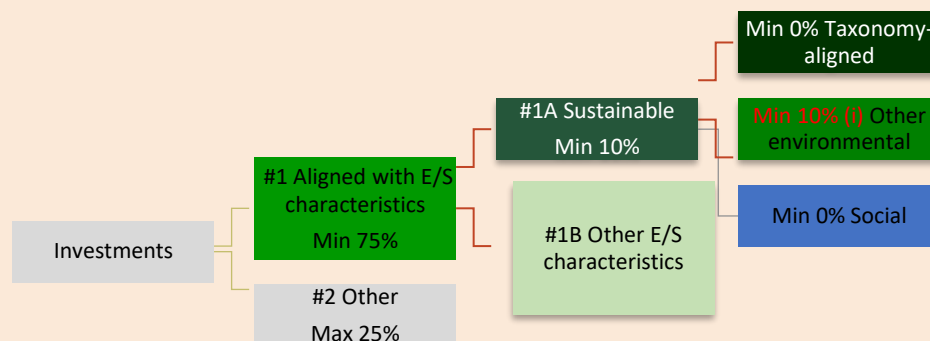 Investments
#1 Aligned with E/S
characteristics
Min 75%
#2 Other
Max 25%
#1A Sustainable
Min 10%
#1B Other E/S
characteristics
Min 0% Taxonomy-
aligned
Min 10% (i) Other
environmental
Min 0% Social